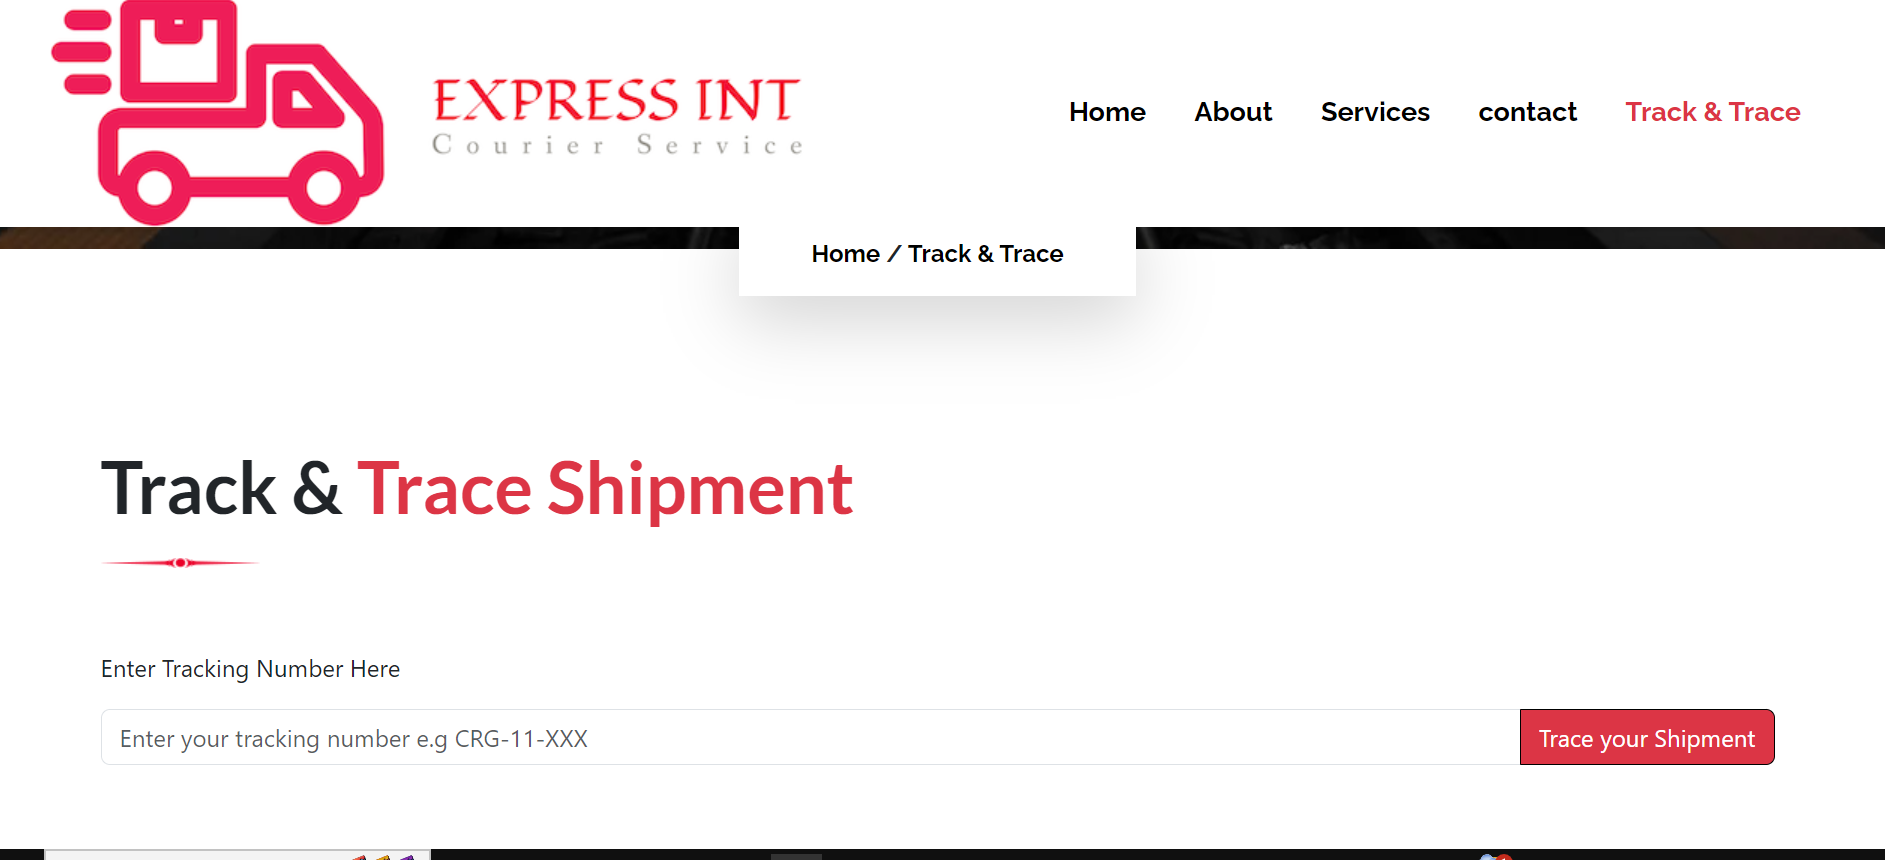 EXPRESS INT
Courier Service
Home About Services contact Track & Trace
Home / Track & Trace
Track & Trace Shipment
Enter Tracking Number Here
Enter your tracking number e.g CRG-11-XXX
Trace your Shipment